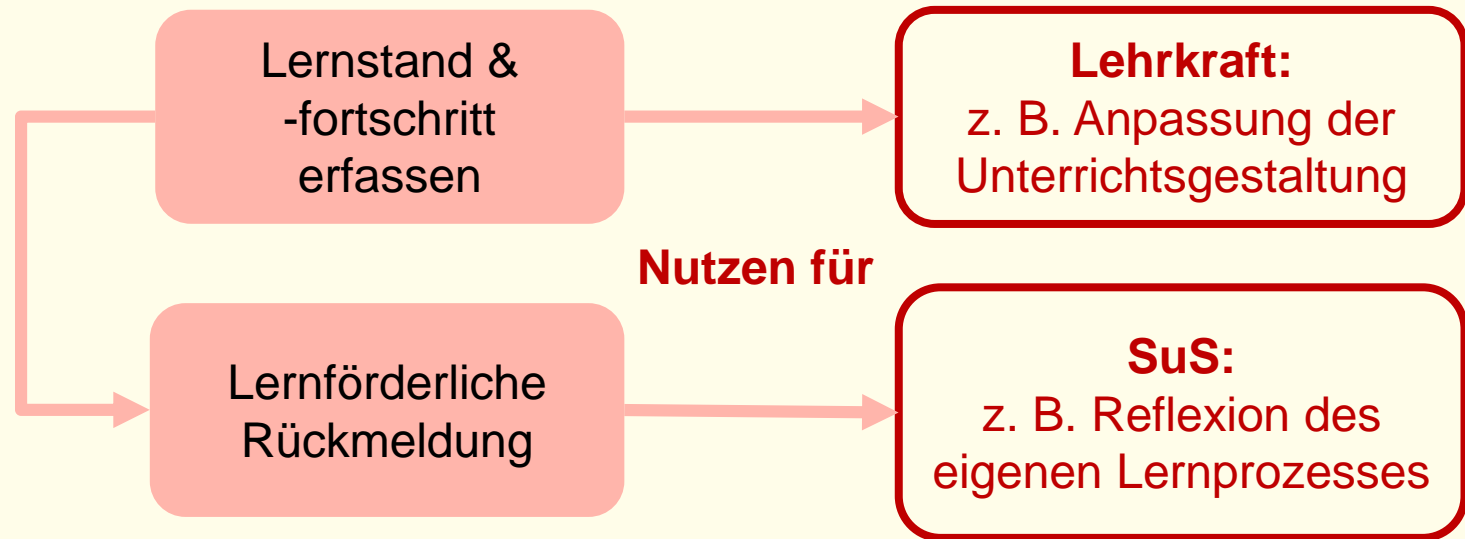 Lernstand &
-fortschritt
erfassen
Lehrkraft:
z. B. Anpassung der
Unterrichtsgestaltung
Nutzen für
Lernförderliche
Rückmeldung
SuS:
z. B. Reflexion des
eigenen Lernprozesses